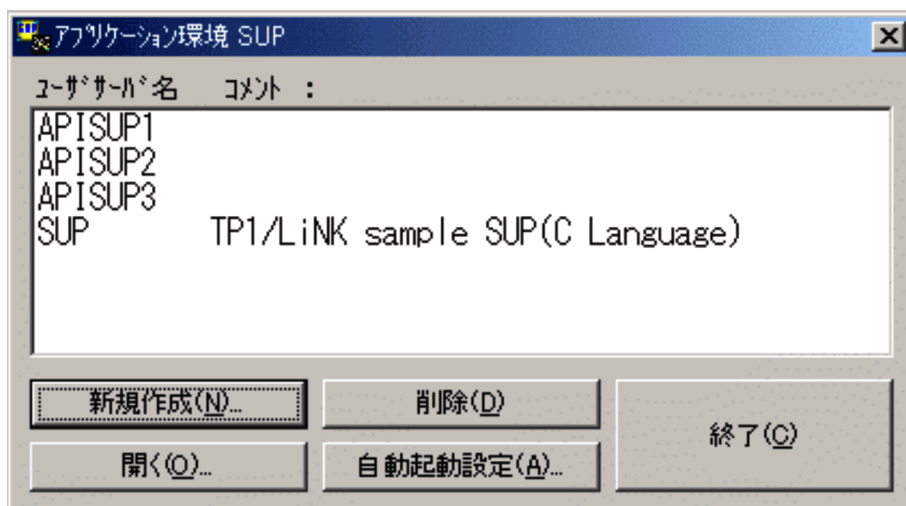 アプリケーション環境 SUP
ユーザサーバ名 コメント :
APISUP1
APISUP2
APISUP3
SUP TP1/LiNK sample SUP(C Language)
新規作成(N)... 削除(D) 終了(C)
開く(O)... 自動起動設定(A)...